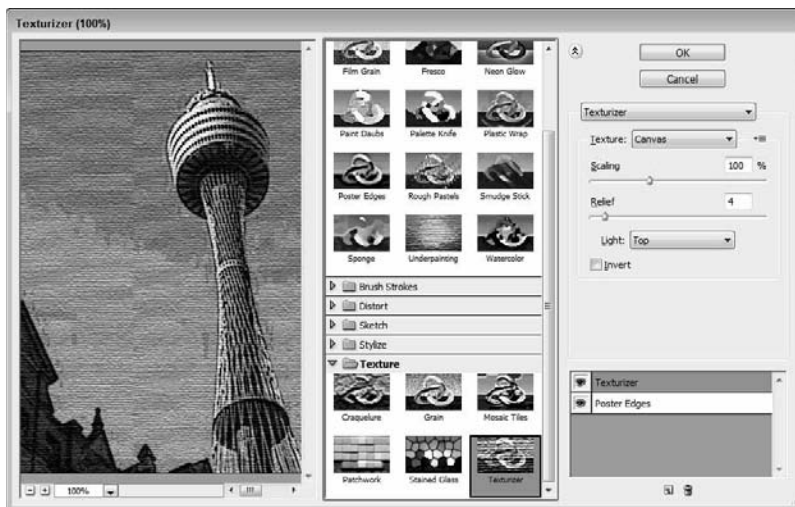 Texturizer (100%)
Film Grain
Fresco
Neon Glow
Paint Daubs
Palette Knife
Plastic Wrap
Poster Edges
Rough Pastels
Smudge Stick
Sponge
Underpainting
Watercolor
Brush Strokes
Distort
Sketch
Stylize
Texture
Craquelure
Grain
Mosaic Tiles
Patchwork
Stained Glass
Texturizer
100%
OK
Cancel
Texturizer
Texture: Canvas
Scaling 100 %
Relief 4
Light: Top
Invert
Texturizer
Poster Edges